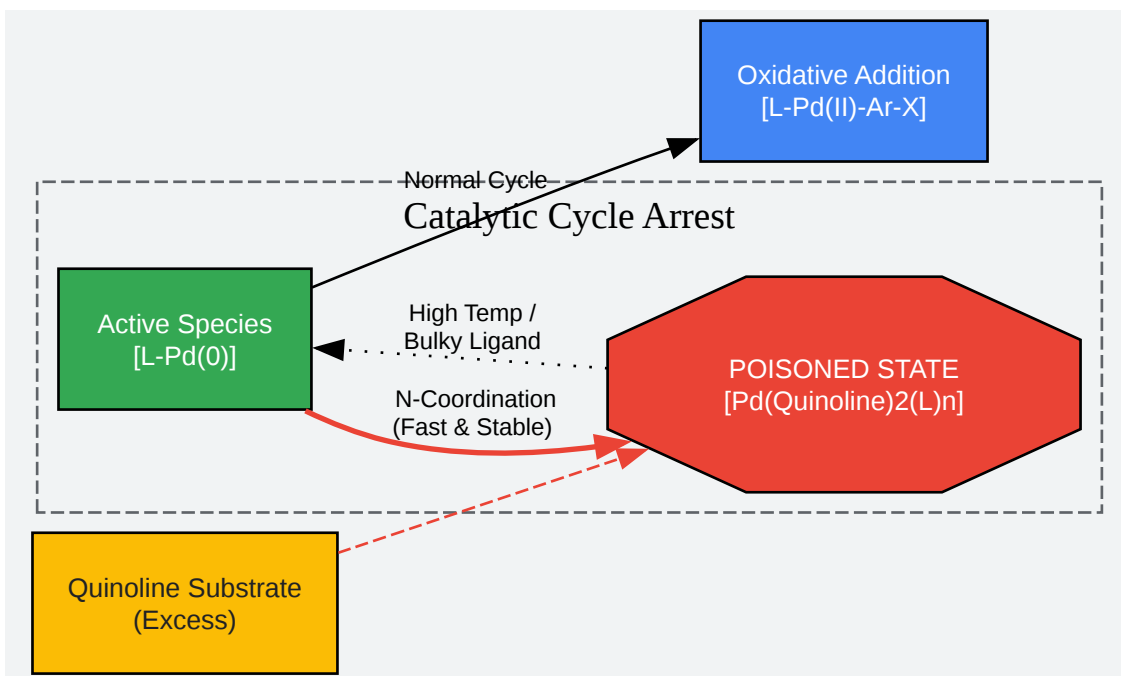 Oxidative Addition
[L-Pd(II)-Ar-X]
Normal Cycle
Catalytic Cycle Arrest
Active Species
[L-Pd(0)]
High Temp /
Bulky Ligand
POISONED STATE
[Pd(Quinoline)2(L)n]
N-Coordination
(Fast & Stable)
Quinoline Substrate
(Excess)